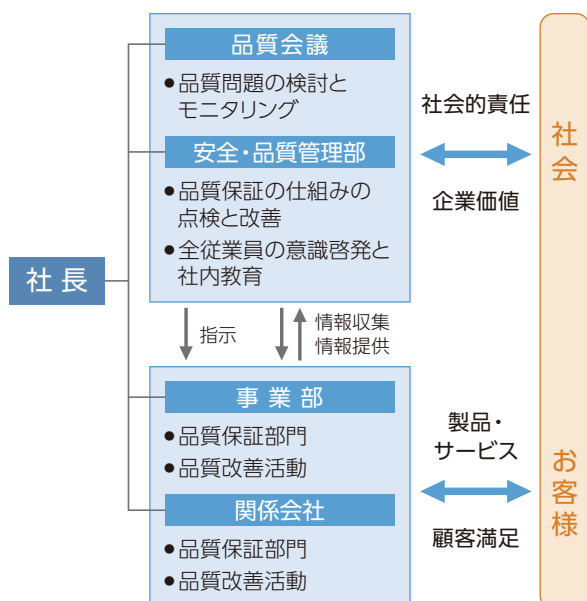 社長
品質会議
●品質問題の検討と
モニタリング
安全・品質管理部
●品質保証の仕組みの
点検と改善
●全従業員の意識啓発と
社内教育
指示
情報収集
情報提供
事業部
●品質保証部門
●品質改善活動
関係会社
●品質保証部門
●品質改善活動
社会的責任
企業価値
製品・
サービス
顧客満足
社会
お客様